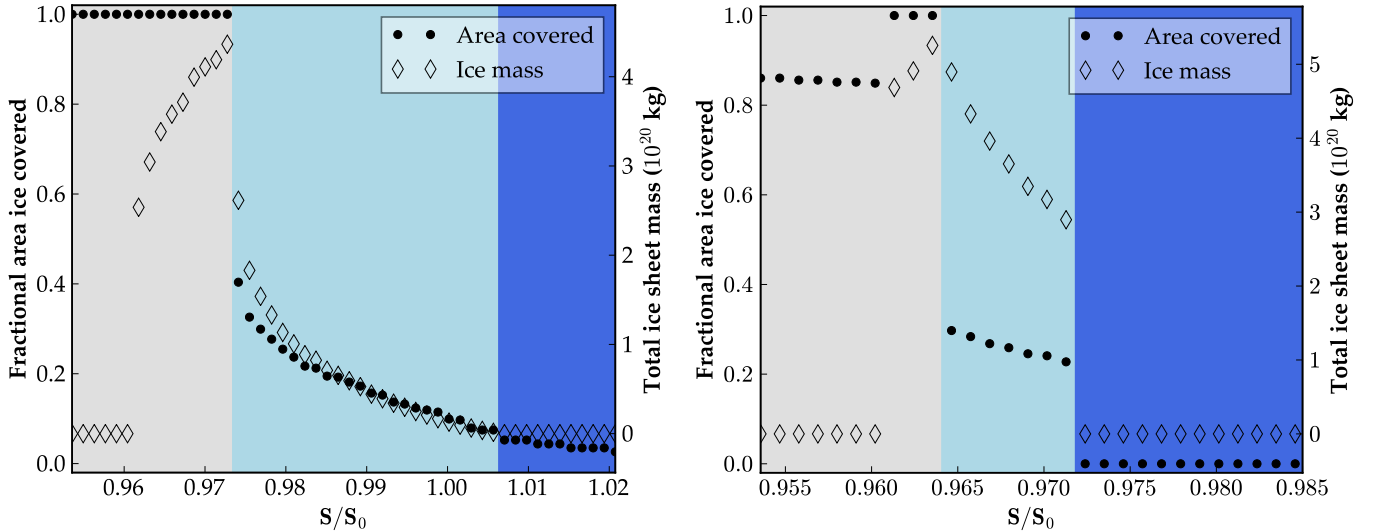 Fractional area ice covered
1.0
0.8
0.6
0.4
0.2
0.0
Area covered
Ice mass
4
3
2
1
0
Total ice sheet mass (10²⁰ kg)
0.96 0.97 0.98 0.99 1.00 1.01 1.02
S/S₀
Fractional area ice covered
1.0
0.8
0.6
0.4
0.2
0.0
Area covered
Ice mass
5
4
3
2
1
0
Total ice sheet mass (10²⁰ kg)
0.955 0.960 0.965 0.970 0.975 0.980 0.985
S/S₀